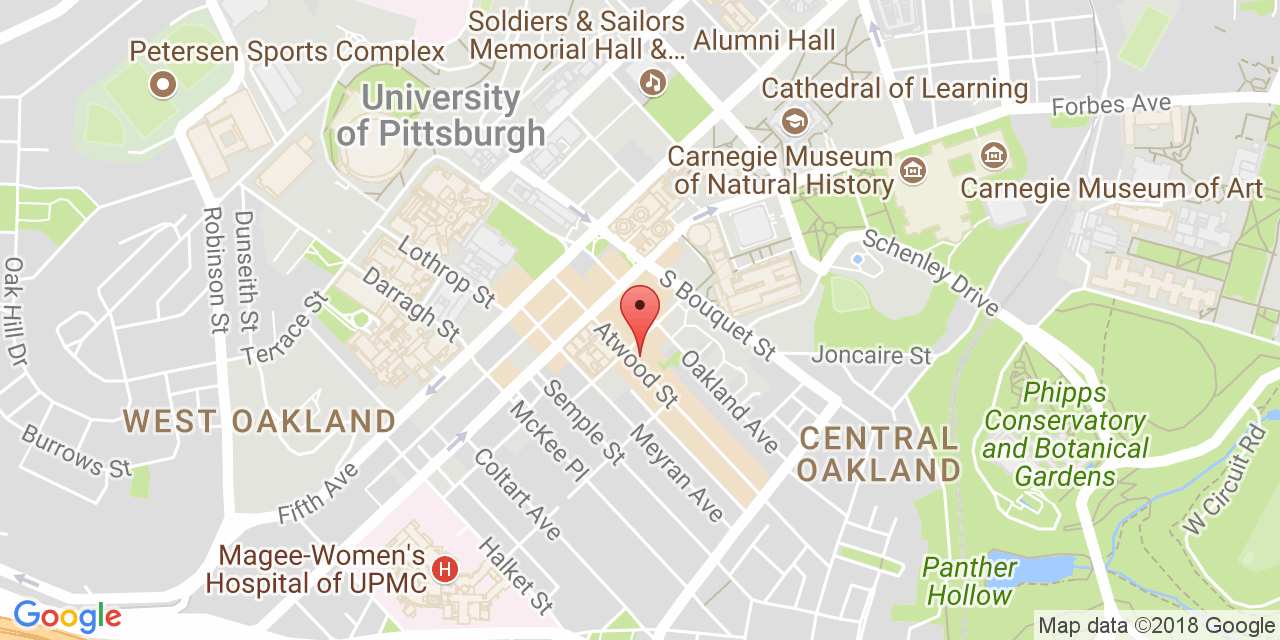 Soldiers & Sailors
Memorial Hall &...
Alumni Hall
Petersen Sports Complex
Cathedral of Learning
University
of Pittsburgh
Forbes Ave
Carnegie Museum
of Natural History
Carnegie Museum of Art
Robinson St
Dunseith St
Lothrop St
Darragh St
Terrace St
Oak Hill Dr
S Bouquet St
Schenley Drive
Atwood St
Oakland Ave
Joncaire St
WEST OAKLAND
Semple St
McKee Pl
Meyran Ave
Coltart Ave
Halket St
CENTRAL
OAKLAND
Phipps
Conservatory
and Botanical
Gardens
Burrows St
Fifth Ave
W Circuit Rd
Magee-Women's
Hospital of UPMC
H
Panther
Hollow
Google
Map data ©2018 Google